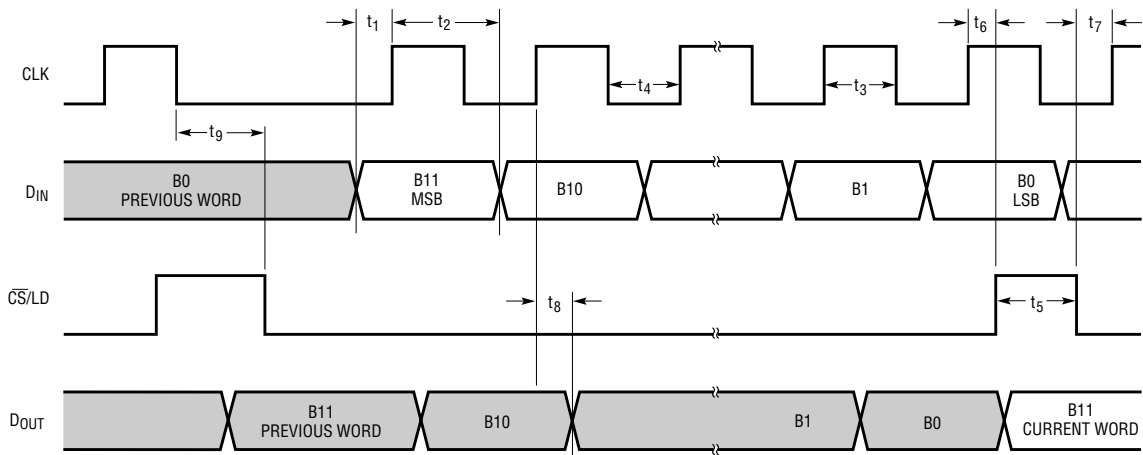 t1 t2 t6 t7
CLK
t4 t3
t9
DIN
B0
PREVIOUS WORD
B11
MSB
B10
B1
B0
LSB
CS/LD
t8
t5
DOUT
B11
PREVIOUS WORD
B10
B1
B0
B11
CURRENT WORD